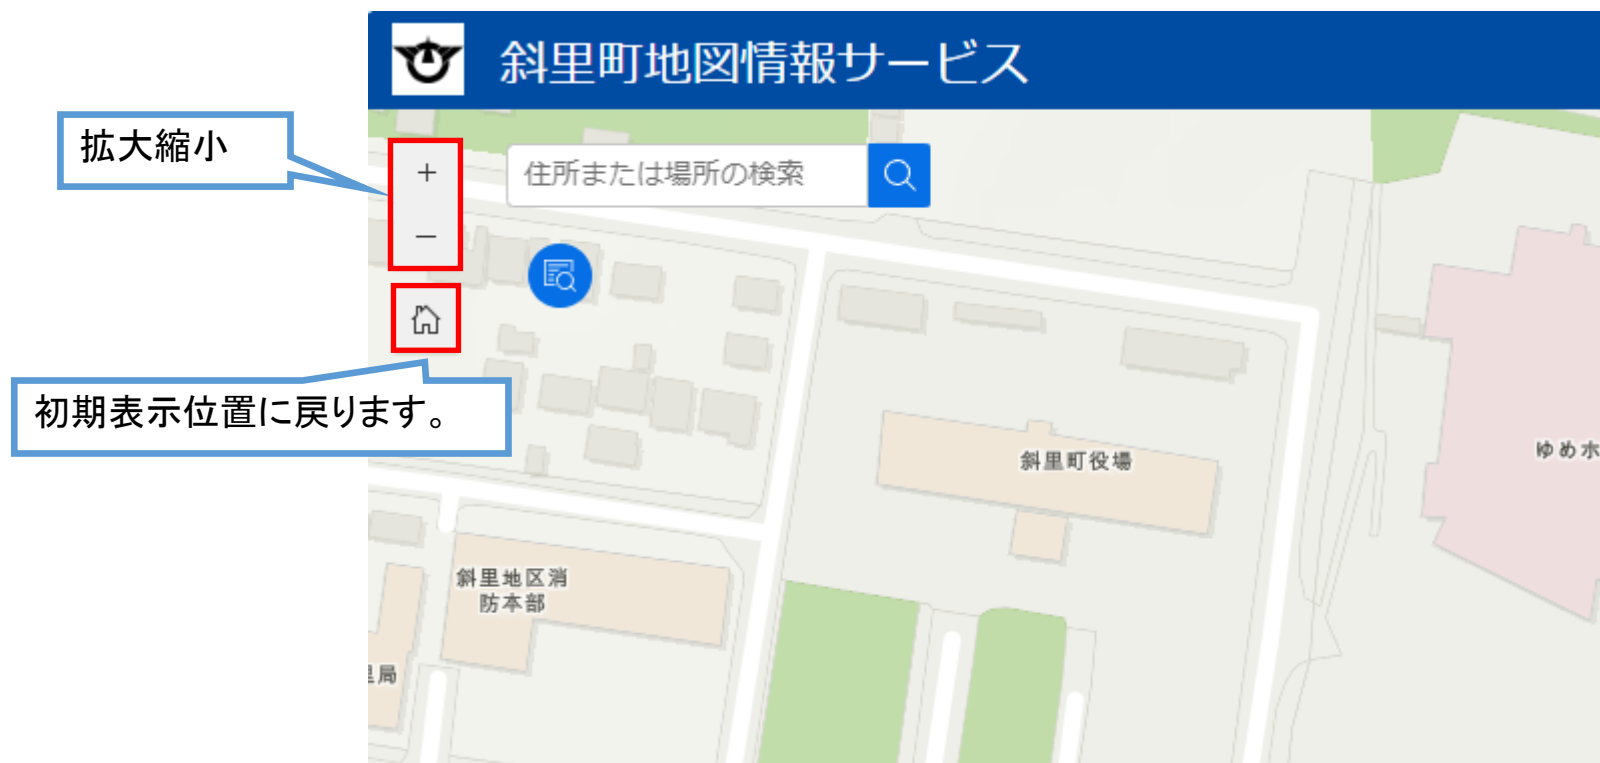 斜里町地図情報サービス
拡大縮小
+
住所または場所の検索
−
初期表示位置に戻ります。
斜里町役場
ゆめホ
斜里地区消
防本部
里局